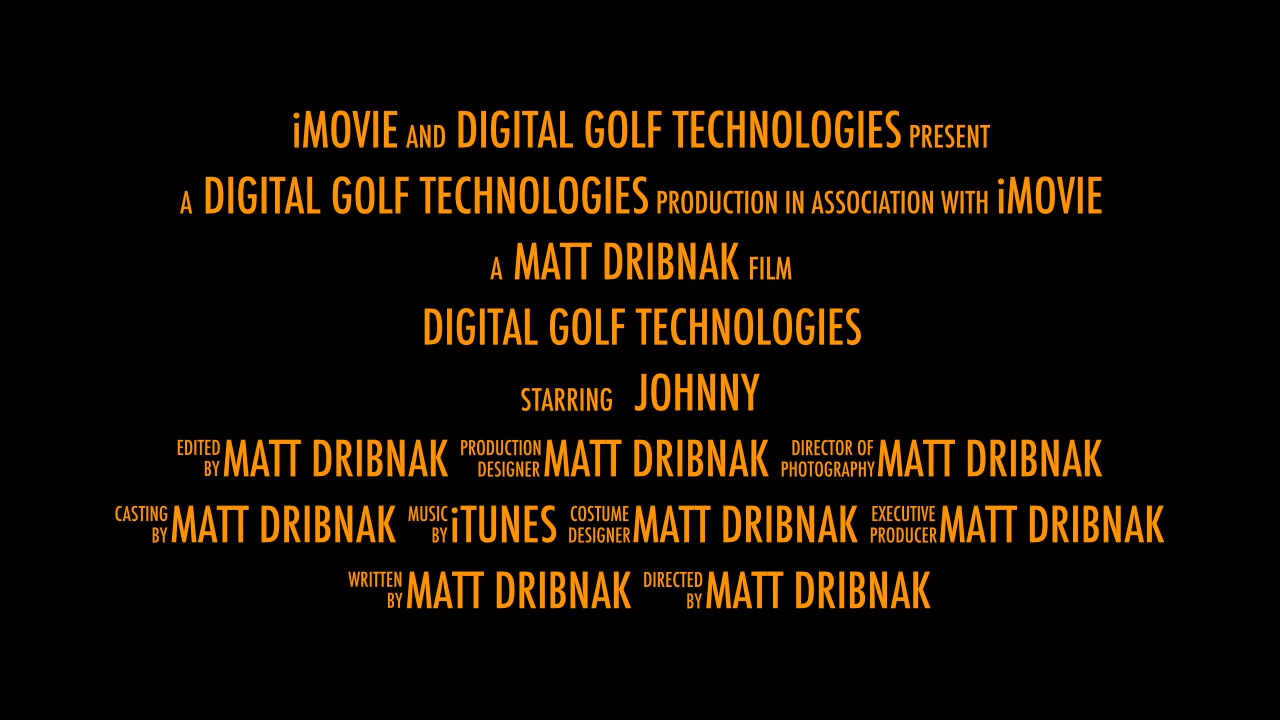 iMOVIE AND DIGITAL GOLF TECHNOLOGIES PRESENT
A DIGITAL GOLF TECHNOLOGIES PRODUCTION IN ASSOCIATION WITH iMOVIE
A MATT DRIBNAK FILM
DIGITAL GOLF TECHNOLOGIES
STARRING JOHNNY
EDITED BY MATT DRIBNAK PRODUCTION DESIGNER MATT DRIBNAK DIRECTOR OF PHOTOGRAPHY MATT DRIBNAK
CASTING BY MATT DRIBNAK MUSIC BY iTUNES COSTUME DESIGNER MATT DRIBNAK EXECUTIVE PRODUCER MATT DRIBNAK
WRITTEN BY MATT DRIBNAK DIRECTED BY MATT DRIBNAK